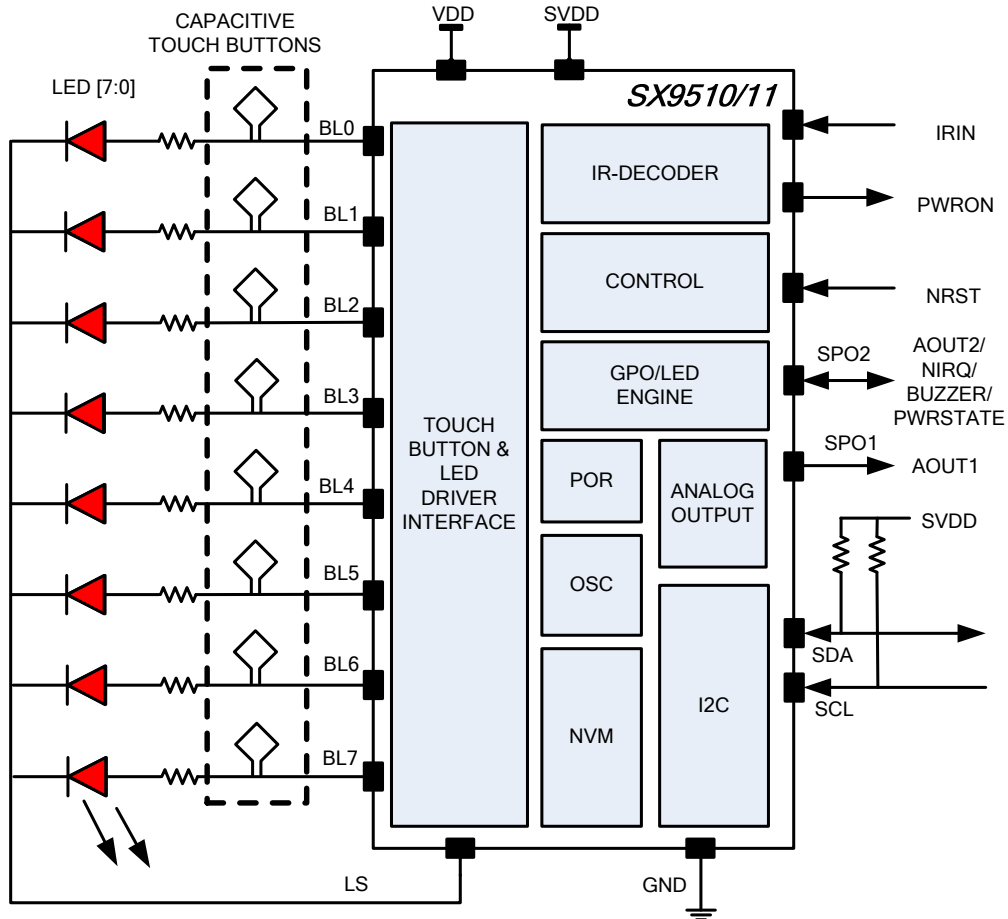 CAPACITIVE
TOUCH BUTTONS
VDD
SVDD
LED [7:0]
SX9510/11
BL0
BL1
BL2
BL3
BL4
BL5
BL6
BL7
TOUCH
BUTTON &
LED
DRIVER
INTERFACE
IR-DECODER
CONTROL
GPO/LED
ENGINE
POR
ANALOG
OUTPUT
OSC
NVM
I2C
IRIN
PWRON
NRST
SPO2
AOUT2/
NIRQ/
BUZZER/
PWRSTATE
SPO1
AOUT1
SVDD
SDA
SCL
LS
GND